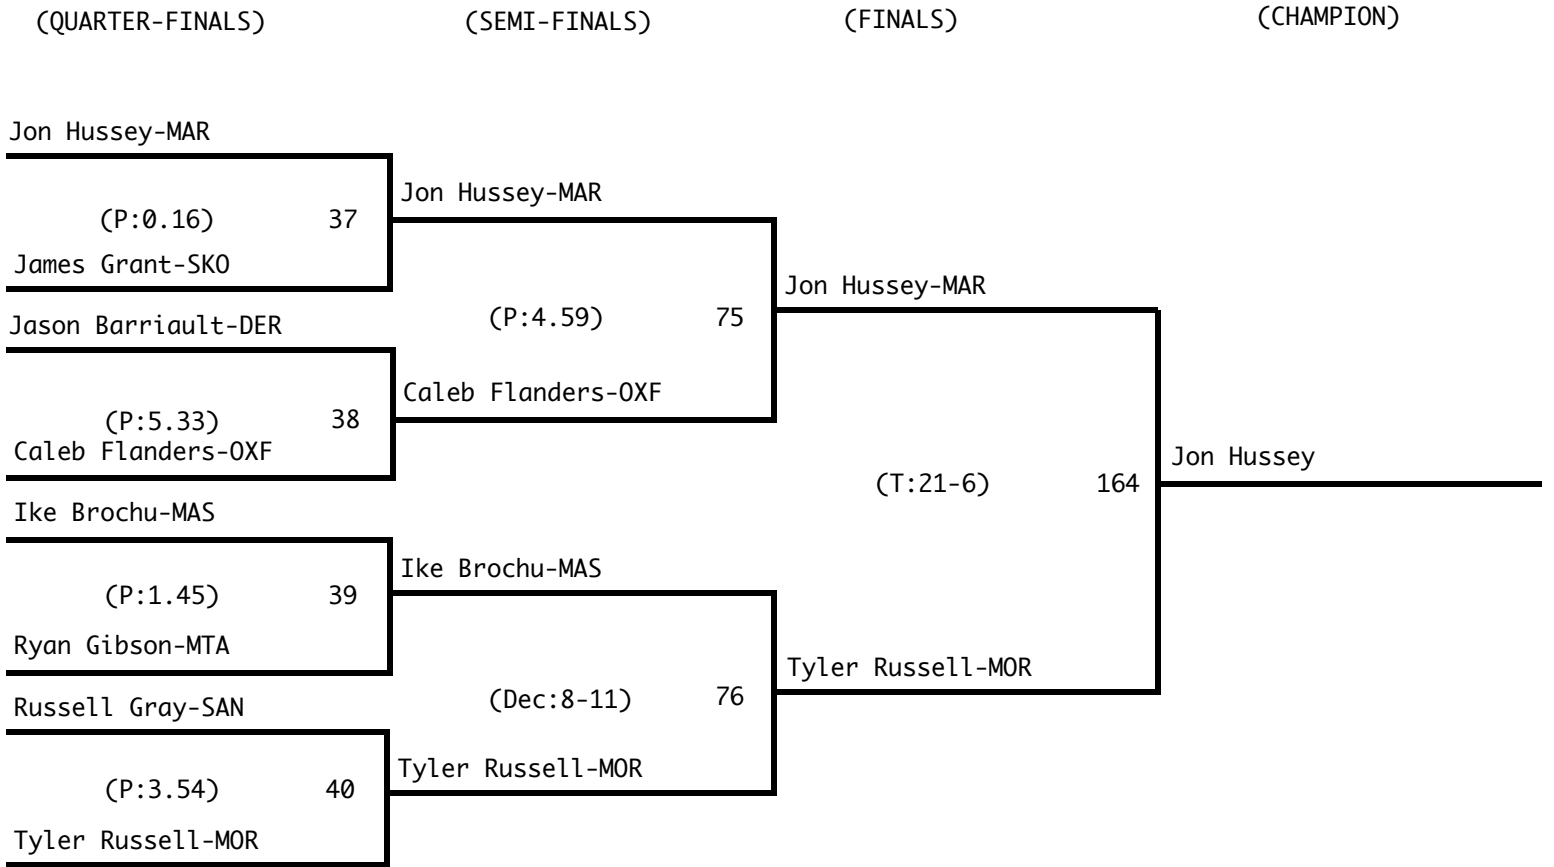 (QUARTER-FINALS) (SEMI-FINALS) (FINALS) (CHAMPION)
Jon Hussey-MAR
(P:0.16) 37
James Grant-SKO
Jason Barriault-DER
(P:5.33) 38
Caleb Flanders-OXF
Ike Brochu-MAS
(P:1.45) 39
Ryan Gibson-MTA
Russell Gray-SAN
(P:3.54) 40
Tyler Russell-MOR
Jon Hussey-MAR
(P:4.59) 75
Caleb Flanders-OXF
Ike Brochu-MAS
(Dec:8-11) 76
Tyler Russell-MOR
Jon Hussey-MAR
(T:21-6) 164
Tyler Russell-MOR
Jon Hussey